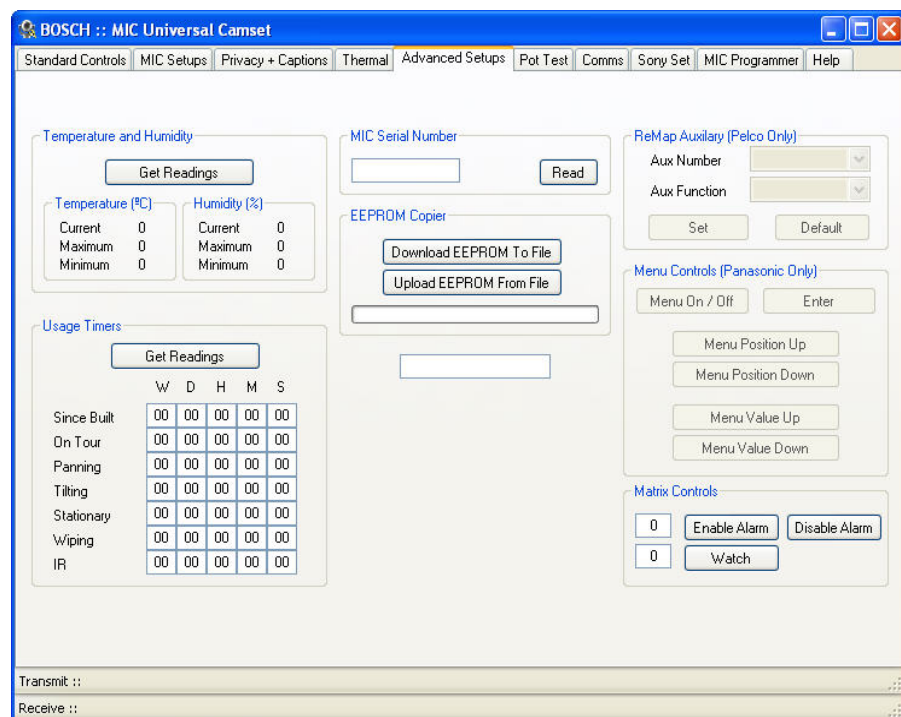 BOSCH :: MIC Universal Camset
Standard Controls MIC Setups Privacy + Captions Thermal Advanced Setups Pot Test Comms Sony Set MIC Programmer Help
Temperature and Humidity
Get Readings
Temperature (ºC)
Current 0
Maximum 0
Minimum 0
Humidity (%)
Current 0
Maximum 0
Minimum 0
Usage Timers
Get Readings
W D H M S
Since Built 00 00 00 00 00
On Tour 00 00 00 00 00
Panning 00 00 00 00 00
Tilting 00 00 00 00 00
Stationary 00 00 00 00 00
Wiping 00 00 00 00 00
IR 00 00 00 00 00
MIC Serial Number
Read
EEPROM Copier
Download EEPROM To File
Upload EEPROM From File
ReMap Auxilary (Pelco Only)
Aux Number
Aux Function
Set Default
Menu Controls (Panasonic Only)
Menu On / Off Enter
Menu Position Up
Menu Position Down
Menu Value Up
Menu Value Down
Matrix Controls
0 Enable Alarm Disable Alarm
0 Watch
Transmit ::
Receive ::